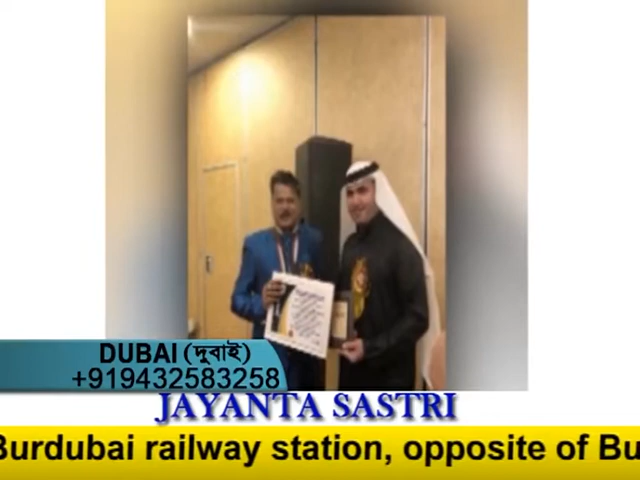 DUBAI (দুবাই)
+919432583258
JAYANTA SASTRI
Burdubai railway station, opposite of Bu